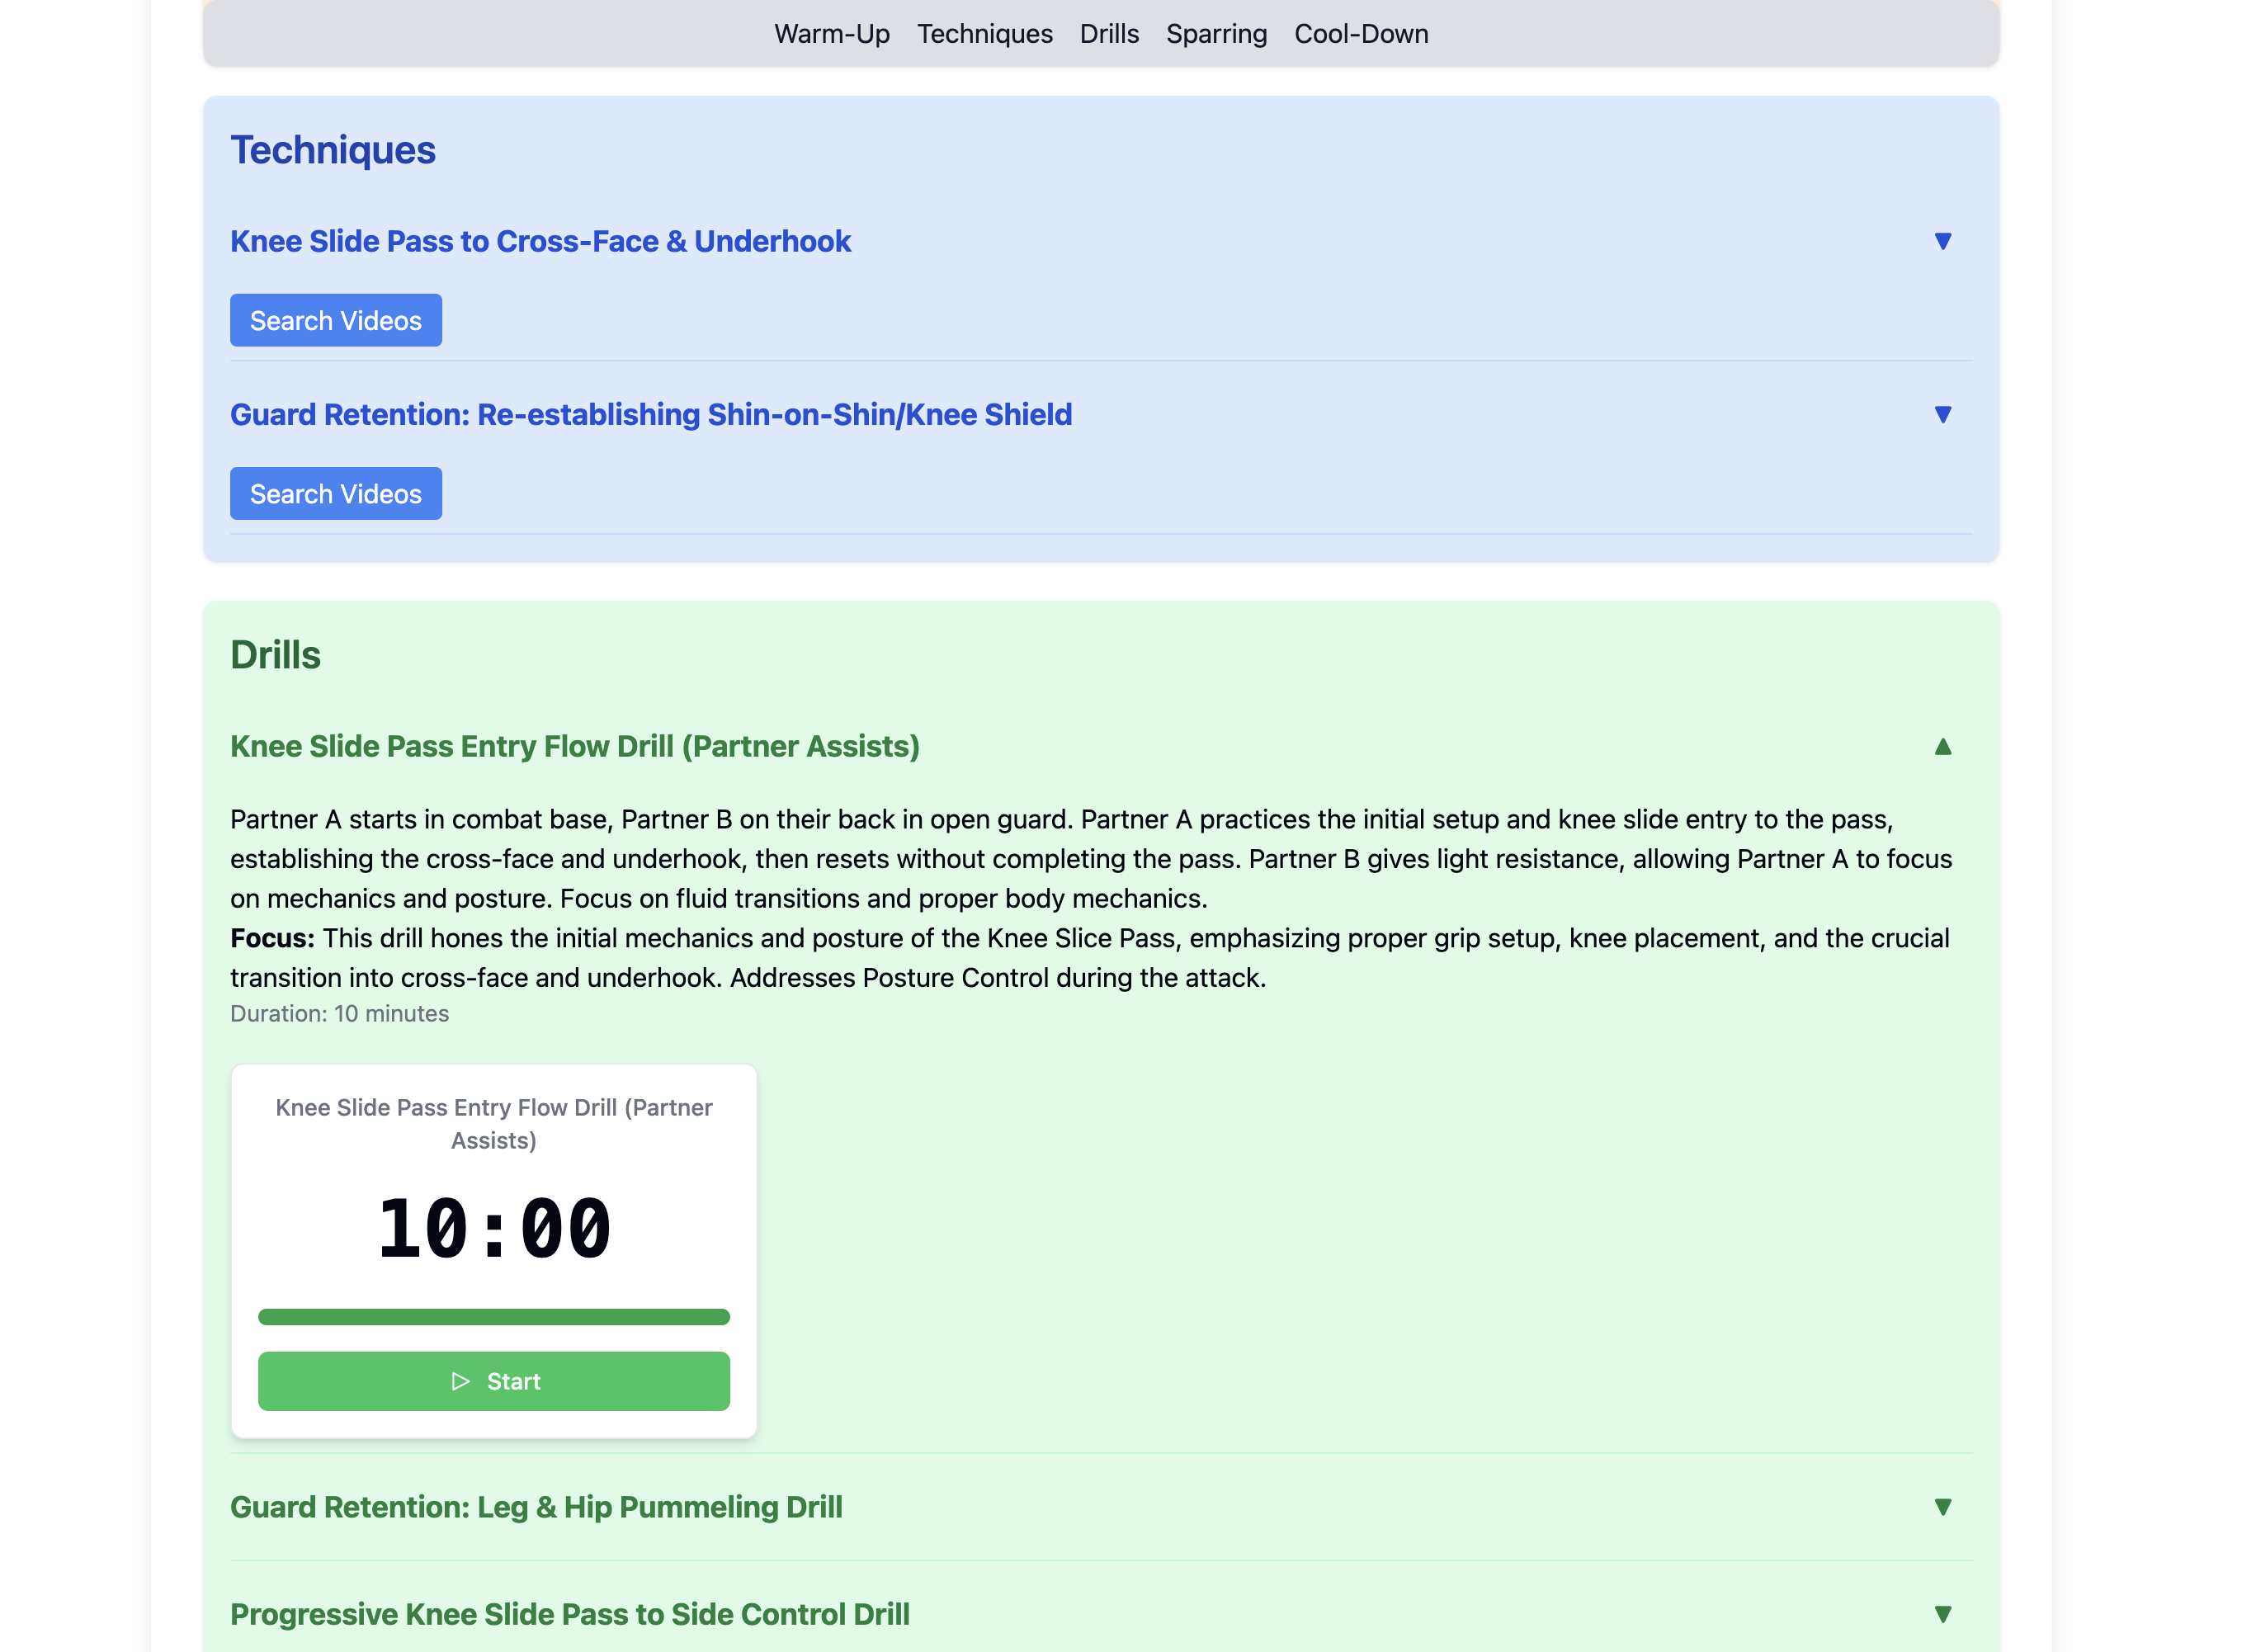 Warm-Up Techniques Drills Sparring Cool-Down
Techniques
Knee Slide Pass to Cross-Face & Underhook
▼
Search Videos
Guard Retention: Re-establishing Shin-on-Shin/Knee Shield
▼
Search Videos
Drills
Knee Slide Pass Entry Flow Drill (Partner Assists)
▲
Partner A starts in combat base, Partner B on their back in open guard. Partner A practices the initial setup and knee slide entry to the pass,
establishing the cross-face and underhook, then resets without completing the pass. Partner B gives light resistance, allowing Partner A to focus
on mechanics and posture. Focus on fluid transitions and proper body mechanics.
Focus: This drill hones the initial mechanics and posture of the Knee Slice Pass, emphasizing proper grip setup, knee placement, and the crucial
transition into cross-face and underhook. Addresses Posture Control during the attack.
Duration: 10 minutes
Knee Slide Pass Entry Flow Drill (Partner
Assists)
10:00
Start
Guard Retention: Leg & Hip Pummeling Drill
▼
Progressive Knee Slide Pass to Side Control Drill
▼